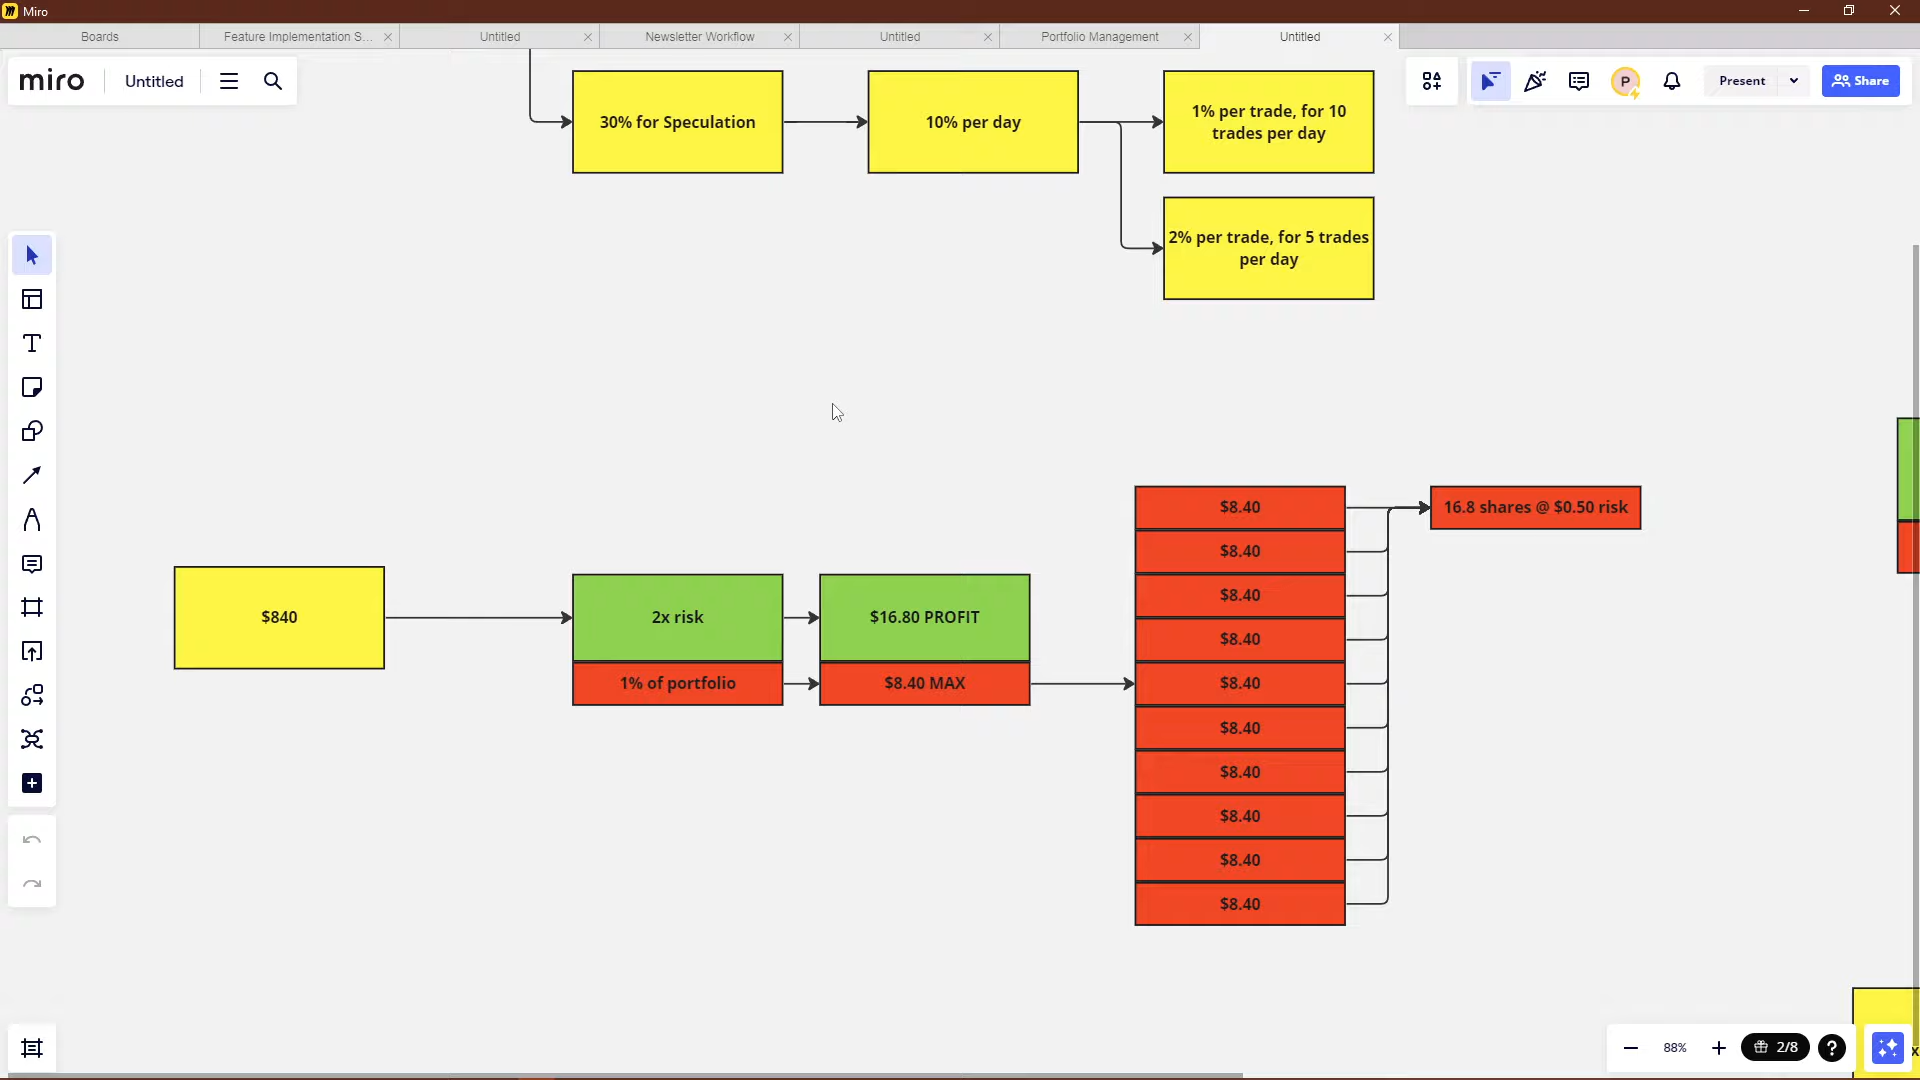 Miro
Boards
Feature Implementation S...
Untitled
Newsletter Workflow
Untitled
Portfolio Management
Untitled
miro
Untitled
P
Present
Share
30% for Speculation
10% per day
1% per trade, for 10
trades per day
2% per trade, for 5 trades
per day
$840
2x risk
1% of portfolio
$16.80 PROFIT
$8.40 MAX
$8.40
$8.40
$8.40
$8.40
$8.40
$8.40
$8.40
$8.40
$8.40
$8.40
16.8 shares @ $0.50 risk
88%
2/8
?